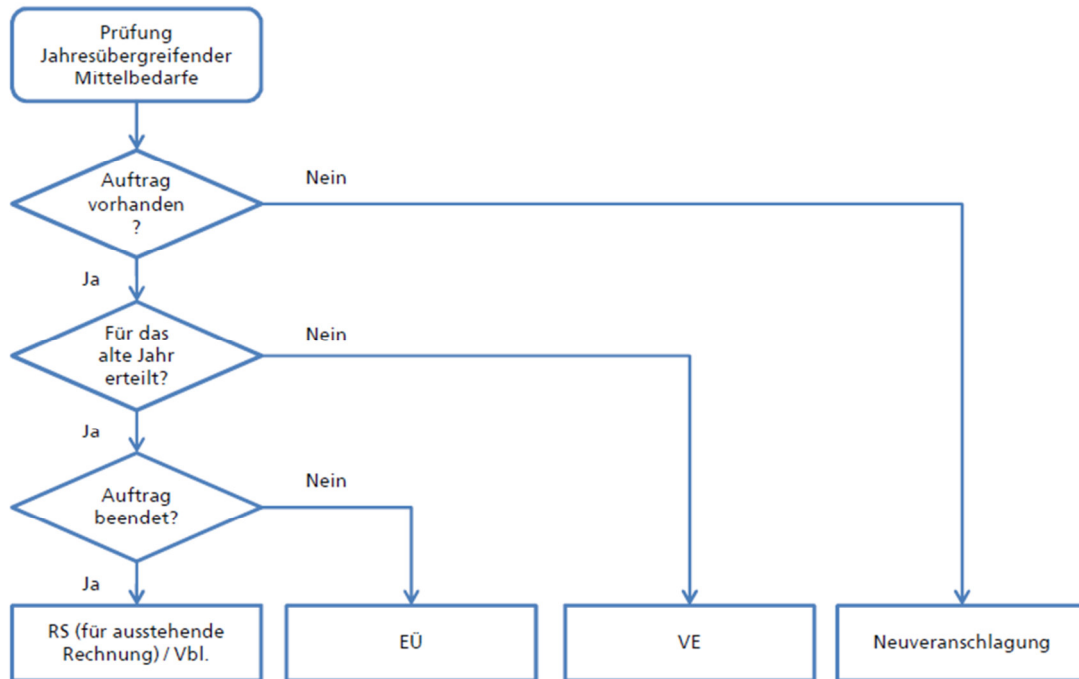 Prüfung
Jahresübergreifender
Mittelbedarfe
Auftrag
vorhanden
?
Nein
Ja
Für das
alte Jahr
erteilt?
Nein
Ja
Auftrag
beendet?
Nein
Ja
RS (für ausstehende
Rechnung) / Vbl.
EÜ
VE
Neuveranschlagung